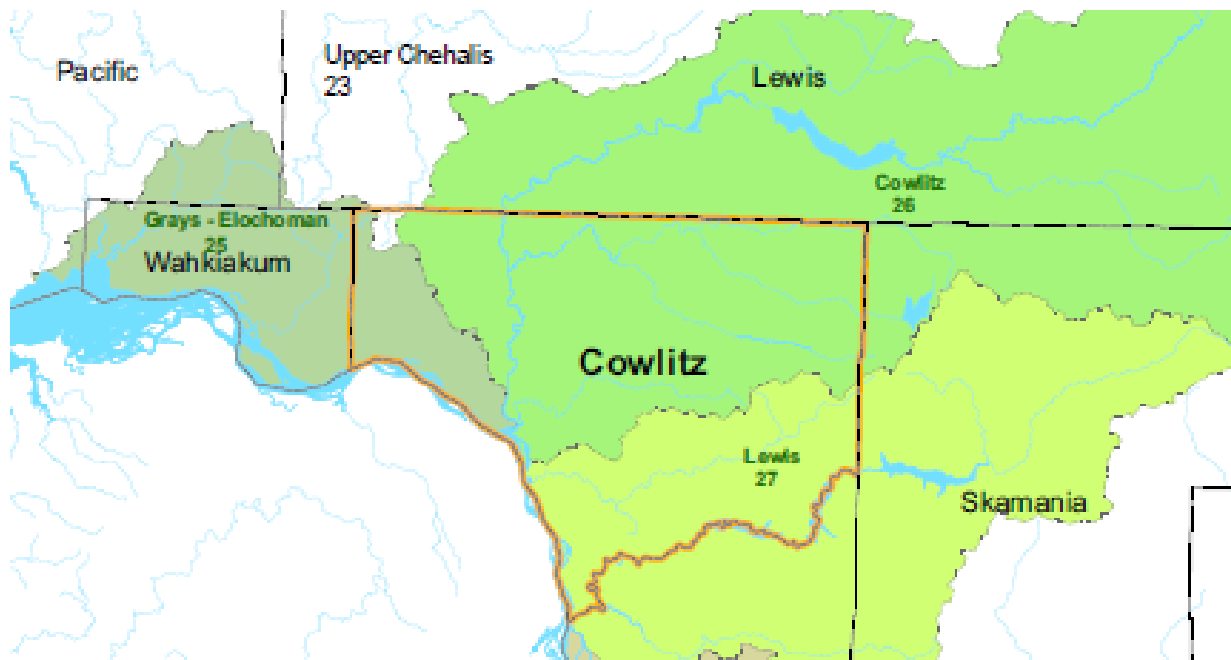 Pacific
Upper Chehalis
23
Lewis
Cowlitz
26
Grays - Elochoman
25
Wahkiakum
Cowlitz
Lewis
27
Skamania